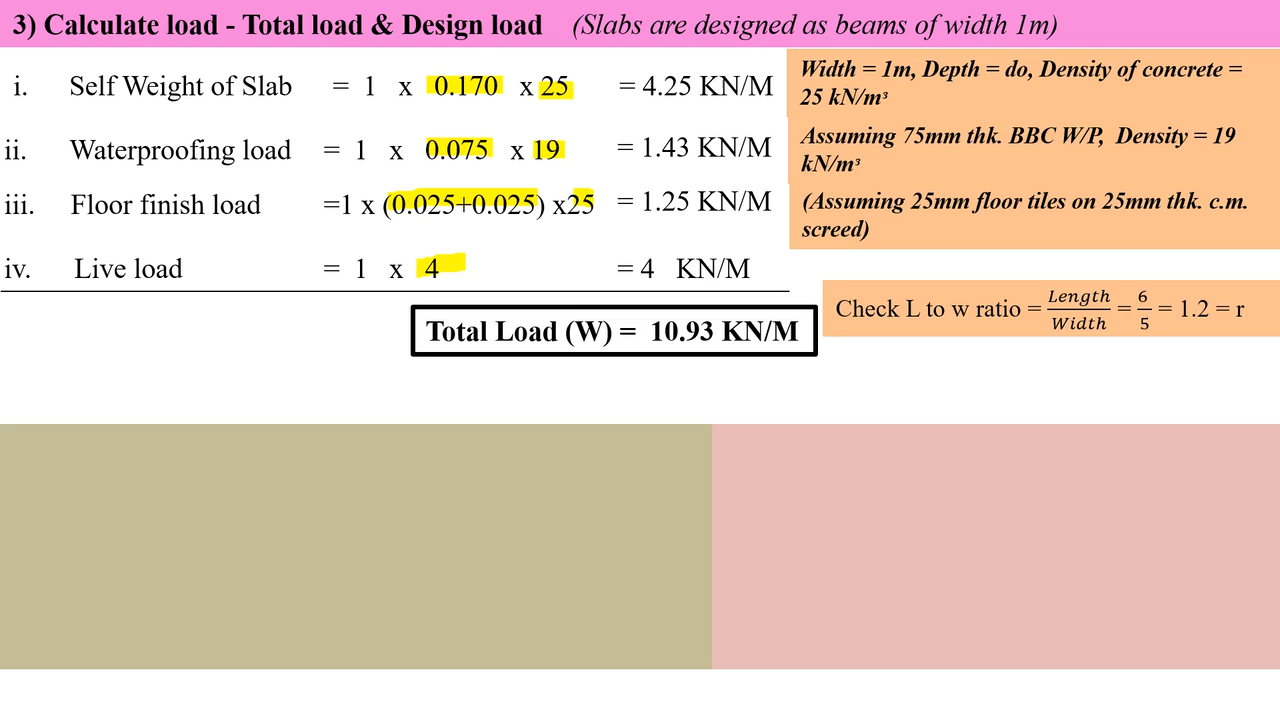 3) Calculate load - Total load & Design load (Slabs are designed as beams of width 1m)
i. Self Weight of Slab = 1 x 0.170 x 25 = 4.25 KN/M
Width = 1m, Depth = do, Density of concrete =
25 kN/m³
ii. Waterproofing load = 1 x 0.075 x 19 = 1.43 KN/M
Assuming 75mm thk. BBC W/P, Density = 19
kN/m³
iii. Floor finish load =1 x (0.025+0.025) x25 = 1.25 KN/M
(Assuming 25mm floor tiles on 25mm thk. c.m.
screed)
iv. Live load = 1 x 4 = 4 KN/M
Total Load (W) = 10.93 KN/M
Check L to w ratio = Length/Width = 6/5 = 1.2 = r